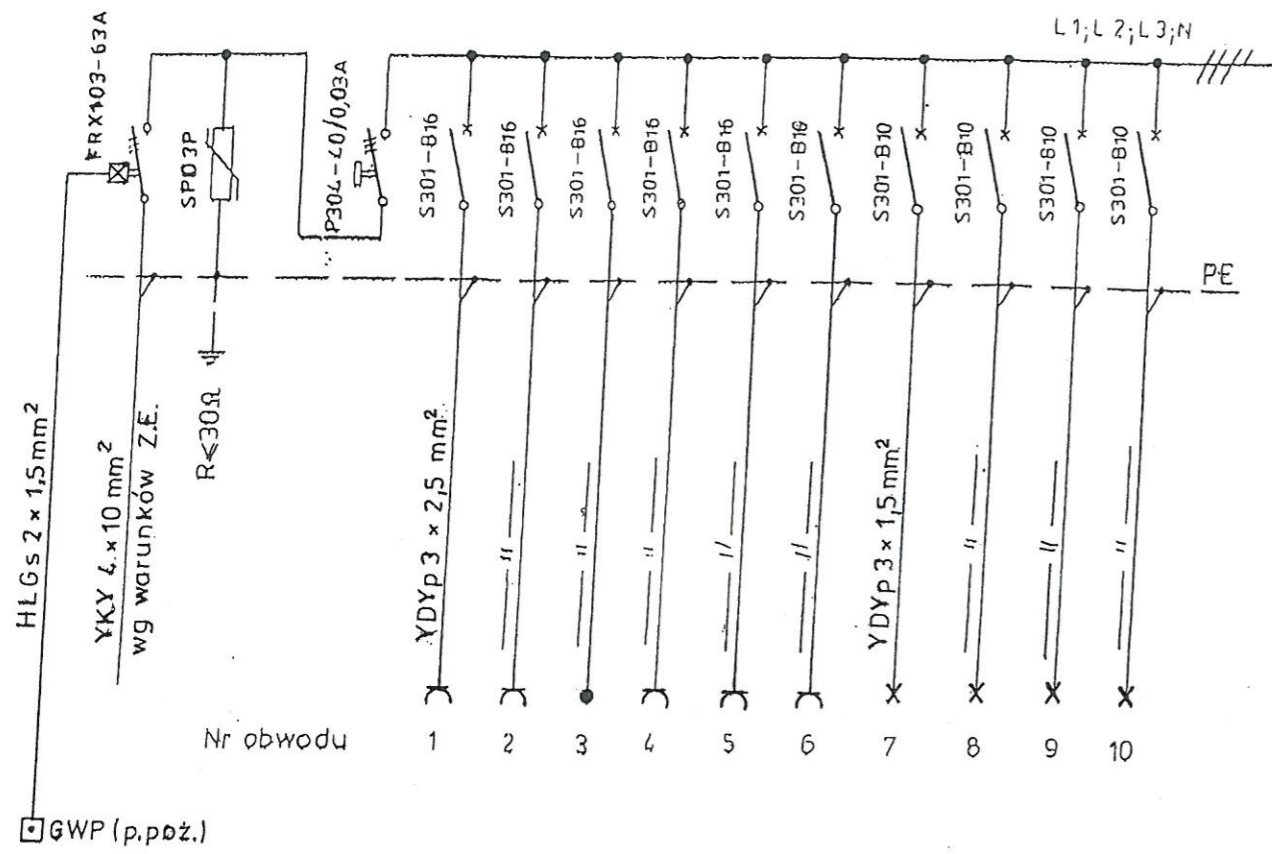 L1;L2;L3;N
FRX103-63A
SPD3P
P304-40/0,03A
S301-B16
S301-B16
S301-B16
S301-B16
S301-B16
S301-B16
S301-B10
S301-B10
S301-B10
S301-B10
PE
HLGs 2 × 1,5mm²
YKY 4.×10 mm²
wg warunków Z.E.
R⩽30Ω
YDYp 3 × 2,5 mm²
"
"
"
"
"
YDYp 3 × 1,5 mm²
"
"
"
Nr obwodu 1 2 3 4 5 6 7 8 9 10
GWP (p.poż.)